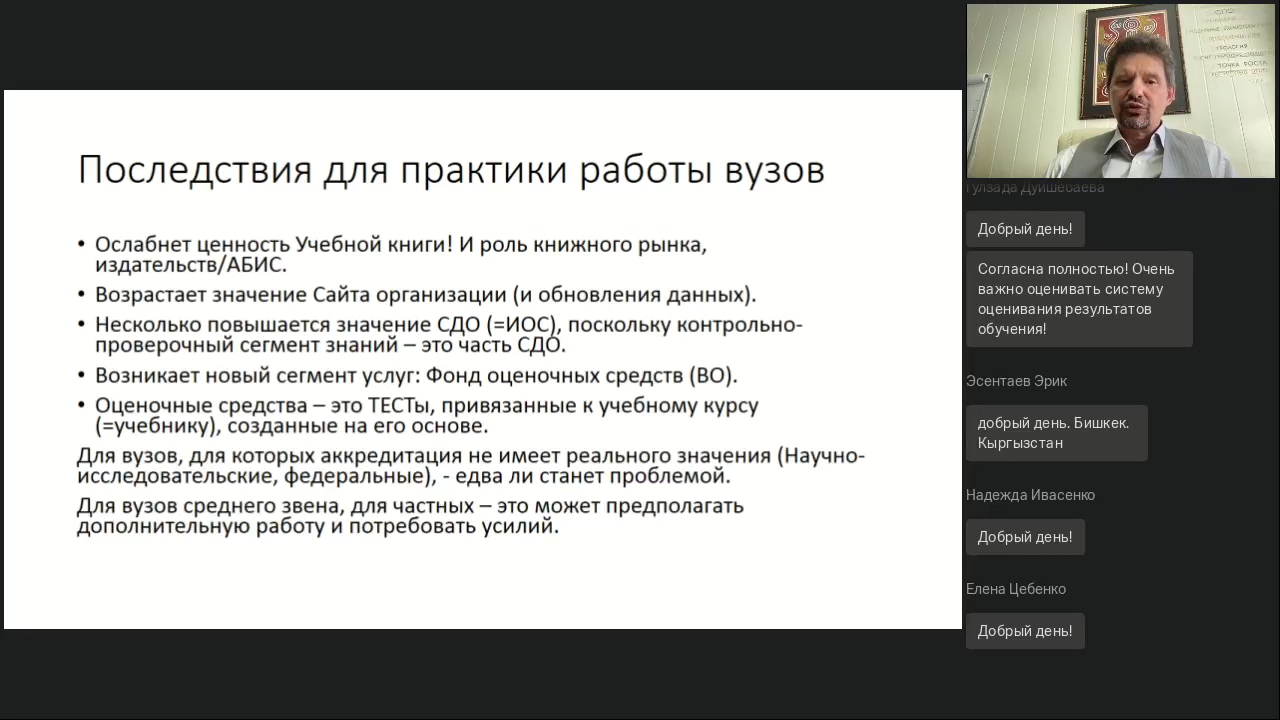 Последствия для практики работы вузов
• Ослабнет ценность Учебной книги! И роль книжного рынка,
издательств/АБИС.
• Возрастает значение Сайта организации (и обновления данных).
• Несколько повышается значение СДО (=ИОС), поскольку контрольно-
проверочный сегмент знаний – это часть СДО.
• Возникает новый сегмент услуг: Фонд оценочных средств (ВО).
• Оценочные средства – это ТЕСТы, привязанные к учебному курсу
(=учебнику), созданные на его основе.
Для вузов, для которых аккредитация не имеет реального значения (Научно-
исследовательские, федеральные), - едва ли станет проблемой.
Для вузов среднего звена, для частных – это может предполагать
дополнительную работу и потребовать усилий.
ГЕОЛОГИЯ
ТОЧКА РОСТА
Гулзада Дуйшебаева
Добрый день!
Согласна полностью! Очень
важно оценивать систему
оценивания результатов
обучения!
Эсентаев Эрик
добрый день. Бишкек.
Кыргызстан
Надежда Ивасенко
Добрый день!
Елена Цебенко
Добрый день!